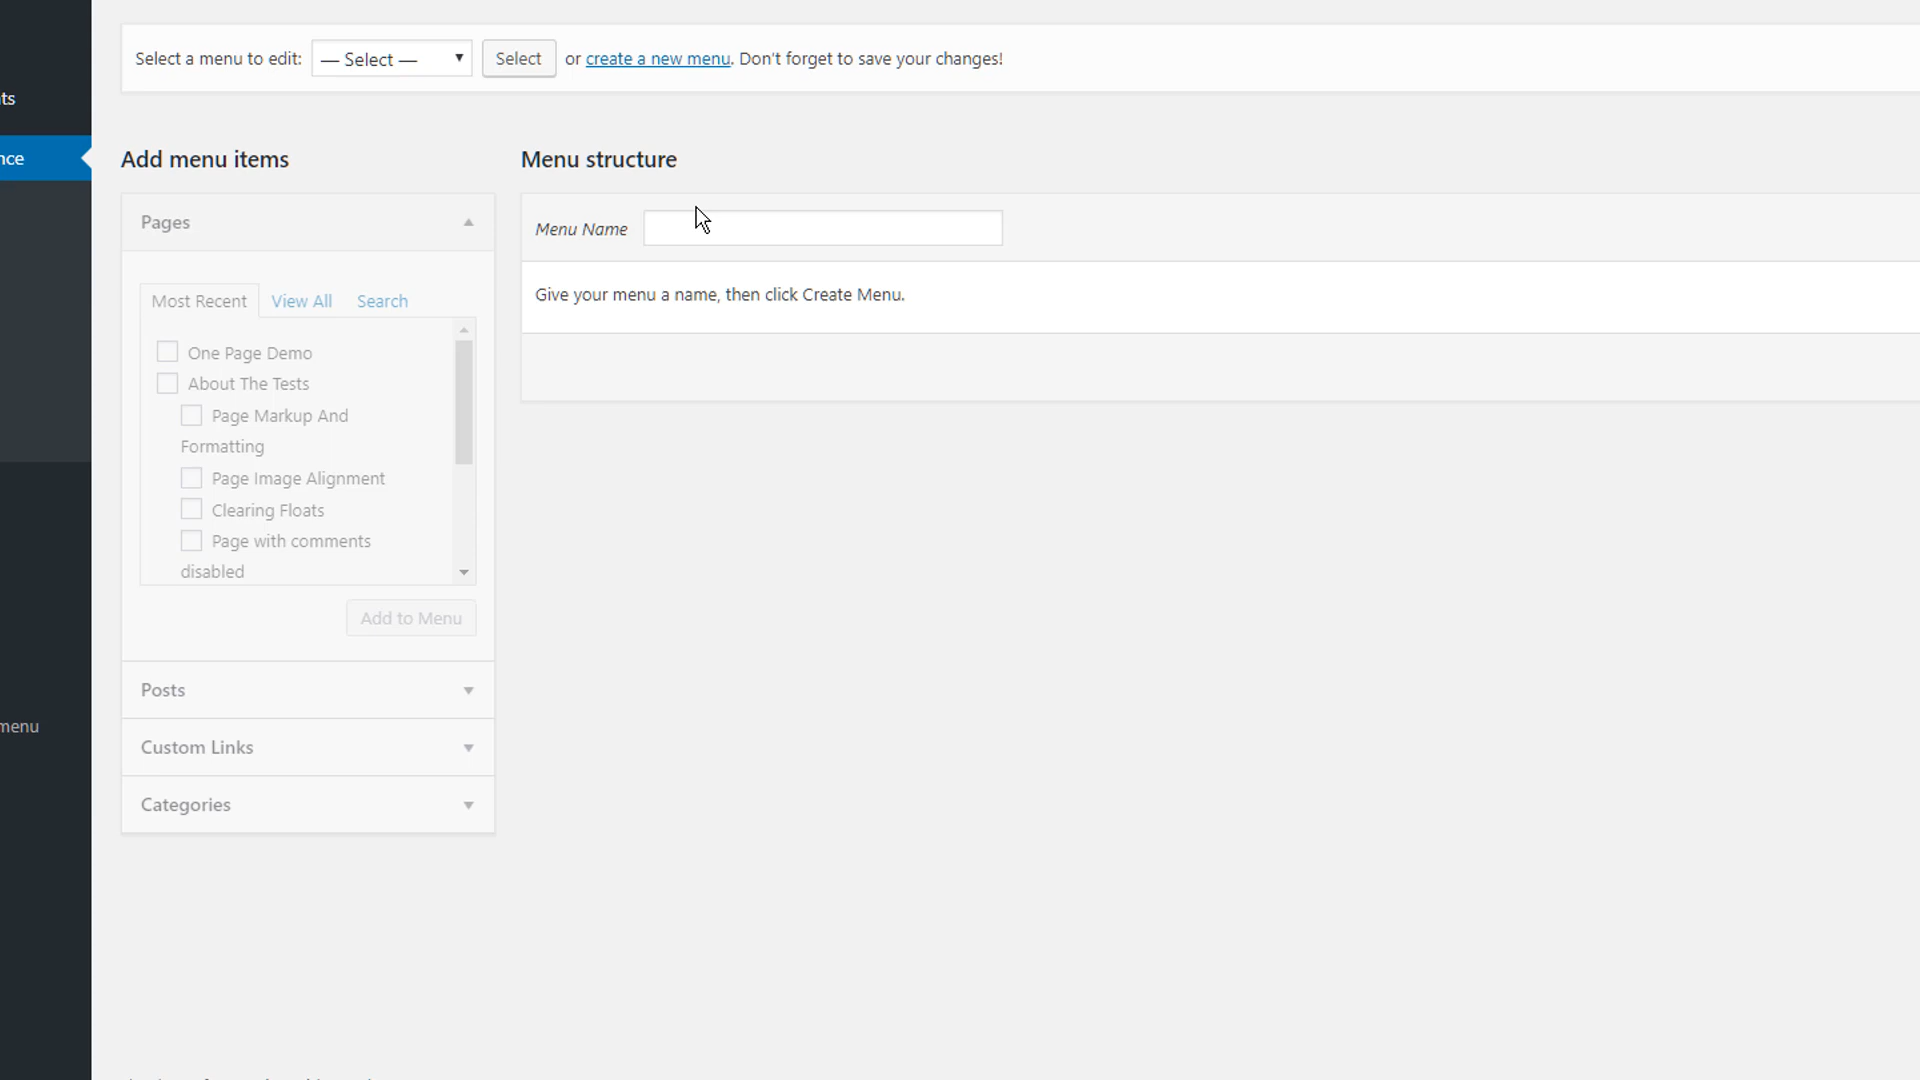 Select a menu to edit: — Select — Select or create a new menu. Don't forget to save your changes!
ts
nce
Add menu items
Menu structure
Pages
Menu Name
Give your menu a name, then click Create Menu.
Most Recent View All Search
One Page Demo
About The Tests
Page Markup And
Formatting
Page Image Alignment
Clearing Floats
Page with comments
disabled
Add to Menu
Posts
menu
Custom Links
Categories